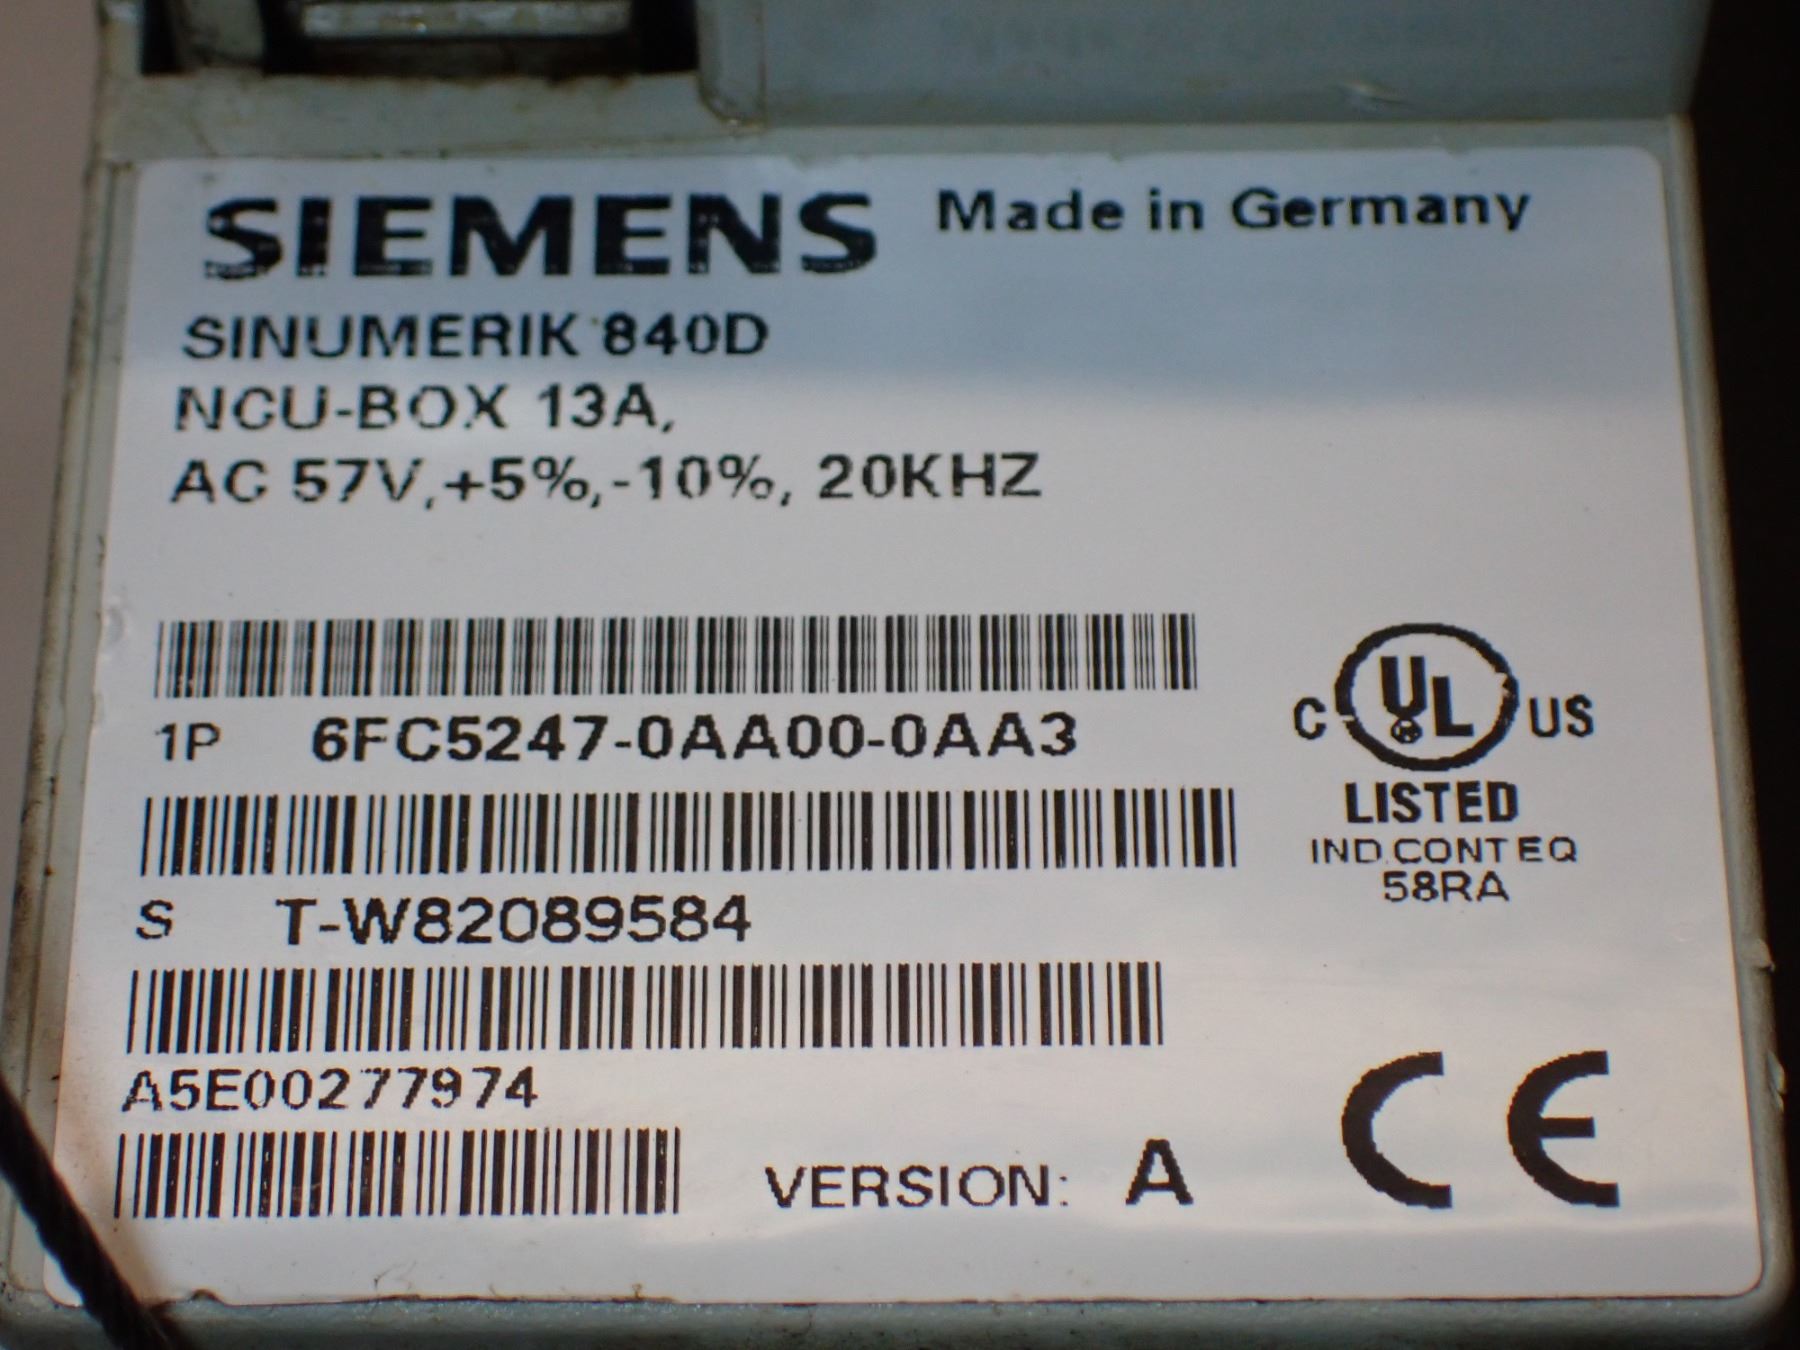 SIEMENS Made in Germany
SINUMERIK 840D
NCU-BOX 13A,
AC 57V,+5%,-10%, 20KHZ
1P 6FC5247-0AA00-0AA3
C UL US
LISTED
IND.CONT EQ
58RA
S T-W82089584
A5E00277974
VERSION: A
CE